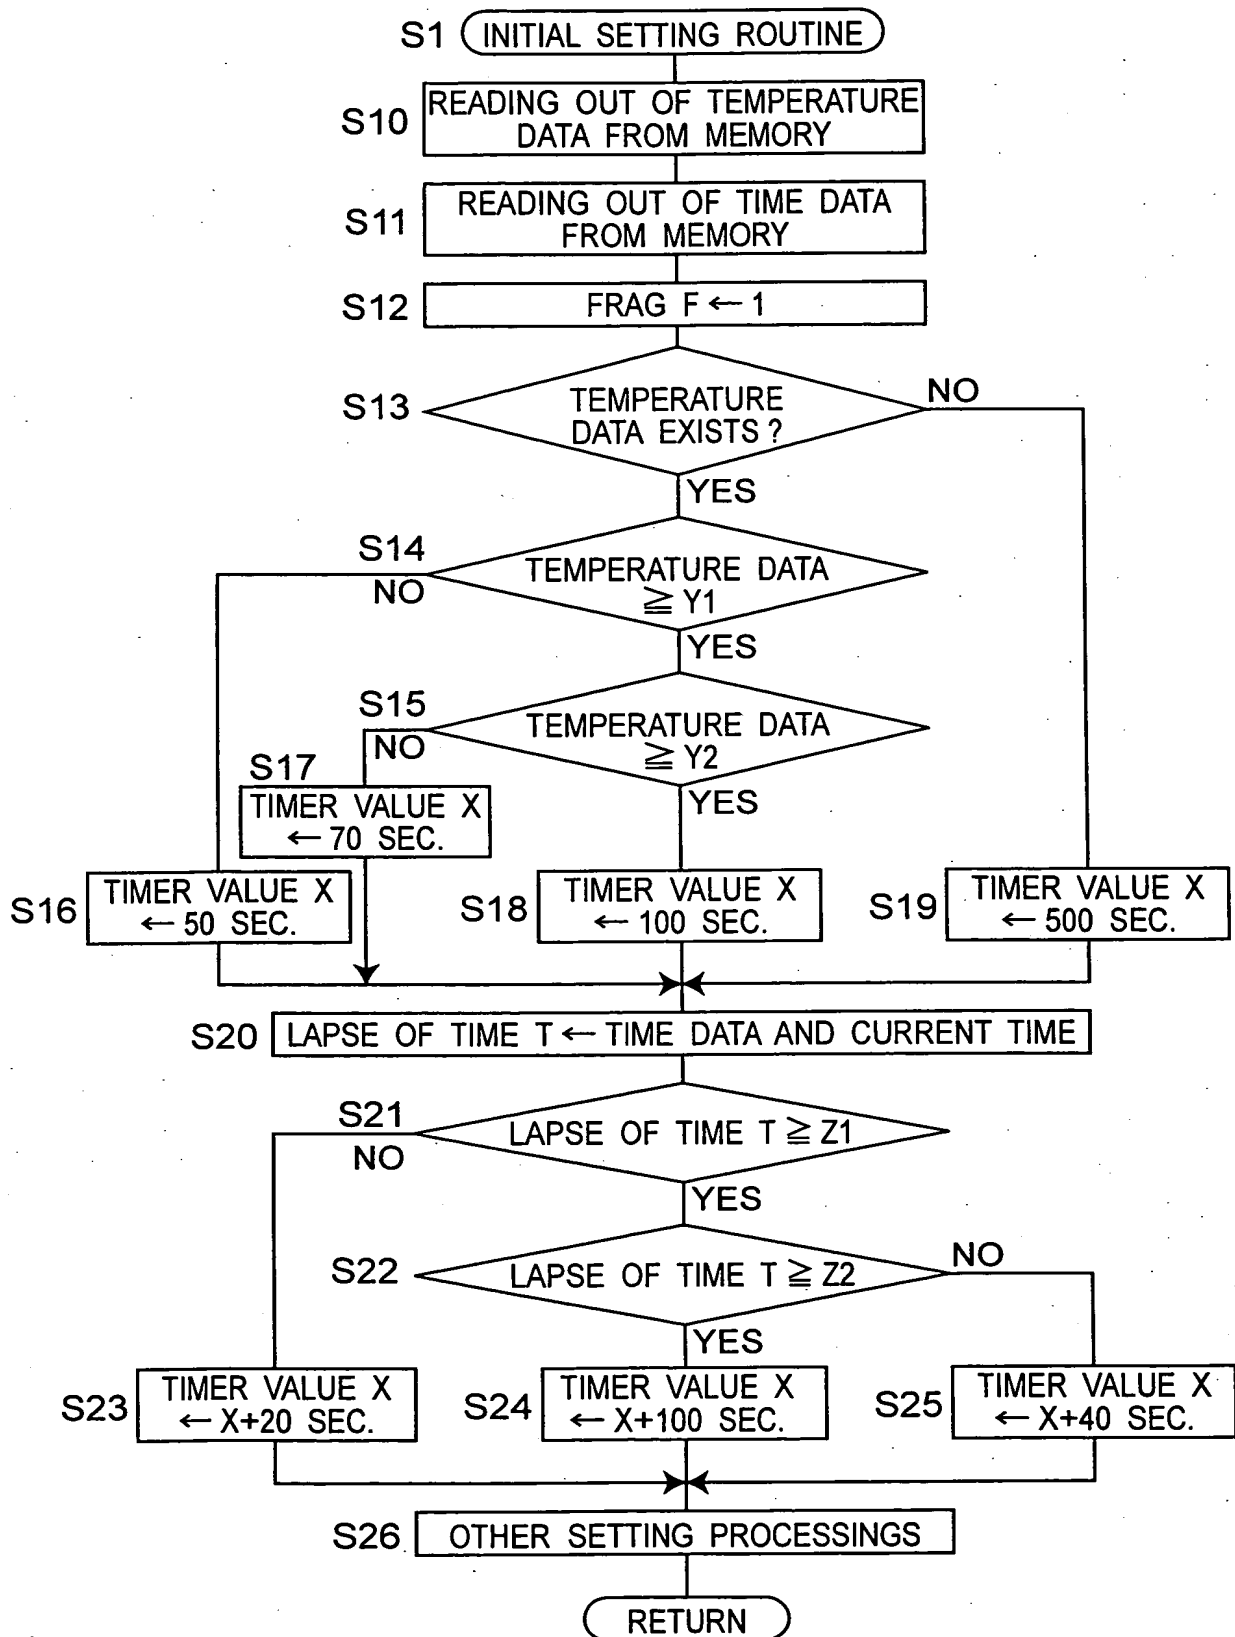 S1 INITIAL SETTING ROUTINE
S10
READING OUT OF TEMPERATURE
DATA FROM MEMORY
S11
READING OUT OF TIME DATA
FROM MEMORY
S12 FRAG F ← 1
S13
TEMPERATURE
DATA EXISTS ?
NO
YES
S14
NO
TEMPERATURE DATA
≧ Y1
YES
S15
NO
TEMPERATURE DATA
≧ Y2
YES
S17
TIMER VALUE X
← 70 SEC.
S16
TIMER VALUE X
← 50 SEC.
S18
TIMER VALUE X
← 100 SEC.
S19
TIMER VALUE X
← 500 SEC.
S20 LAPSE OF TIME T ← TIME DATA AND CURRENT TIME
S21
NO
LAPSE OF TIME T ≧ Z1
YES
S22
LAPSE OF TIME T ≧ Z2
NO
YES
S23
TIMER VALUE X
← X+20 SEC.
S24
TIMER VALUE X
← X+100 SEC.
S25
TIMER VALUE X
← X+40 SEC.
S26 OTHER SETTING PROCESSINGS
RETURN